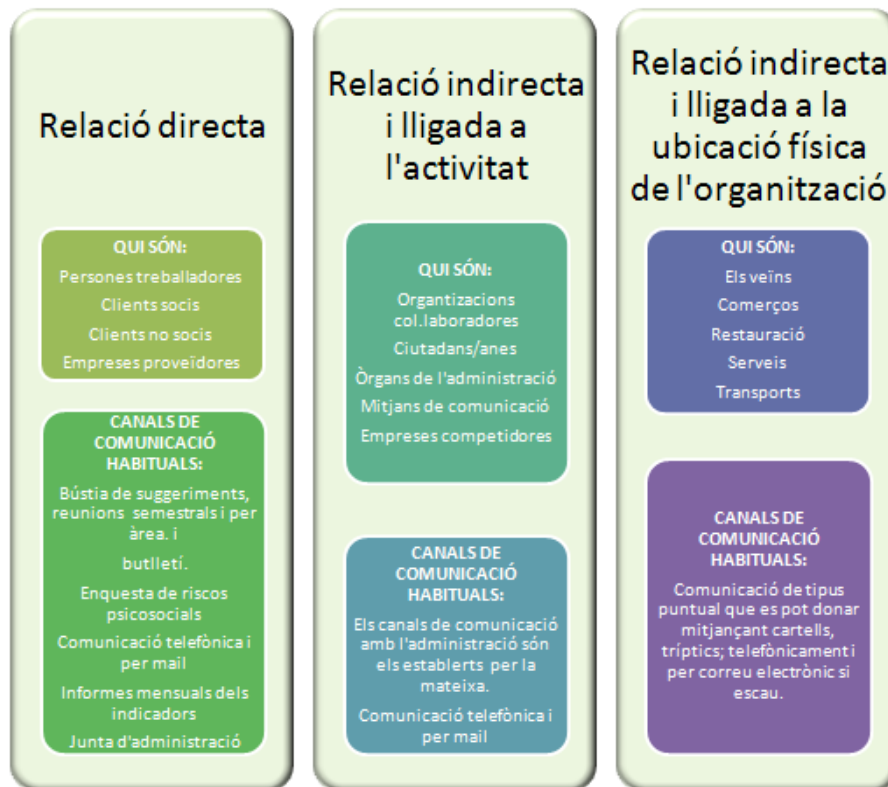 Relació directa
QUI SÓN:
Persones treballadores
Clients socis
Clients no socis
Empreses proveïdores
CANALS DE
COMUNICACIÓ
HABITUALS:
Bústia de suggeriments,
reunions semestrals i per
àrea. i
butlletí.
Enquesta de riscos
psicosocials
Comunicació telefònica i
per mail
Informes mensuals dels
indicadors
Junta d'administració
Relació indirecta
i lligada a
l'activitat
QUI SÓN:
Organtizacions
col.laboradores
Ciutadans/anes
Òrgans de l'administració
Mitjans de comunicació
Empreses competidores
CANALS DE
COMUNICACIÓ
HABITUALS:
Els canals de comunicació
amb l'administració són
els establerts per la
mateixa.
Comunicació telefònica i
per mail
Relació indirecta
i lligada a la
ubicació física
de l'organització
QUI SÓN:
Els veïns
Comerços
Restauració
Serveis
Transports
CANALS DE
COMUNICACIÓ
HABITUALS:
Comunicació de tipus
puntual que es pot donar
mitjançant cartells,
tríptics; telefònicament i
per correu electrònic si
escau.